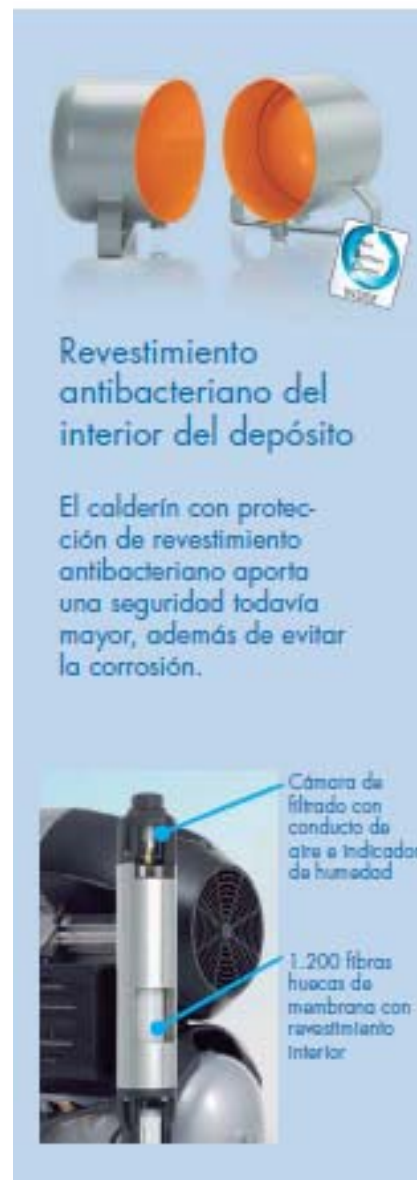 Revestimiento
antibacteriano del
interior del depósito
El calderín con protec-
ción de revestimiento
antibacteriano aporta
una seguridad todavía
mayor, además de evitar
la corrosión.
Cámara de
filtrado con
conducto de
aire e indicador
de humedad
1.200 fibras
huecas de
membrana con
revestimiento
interior